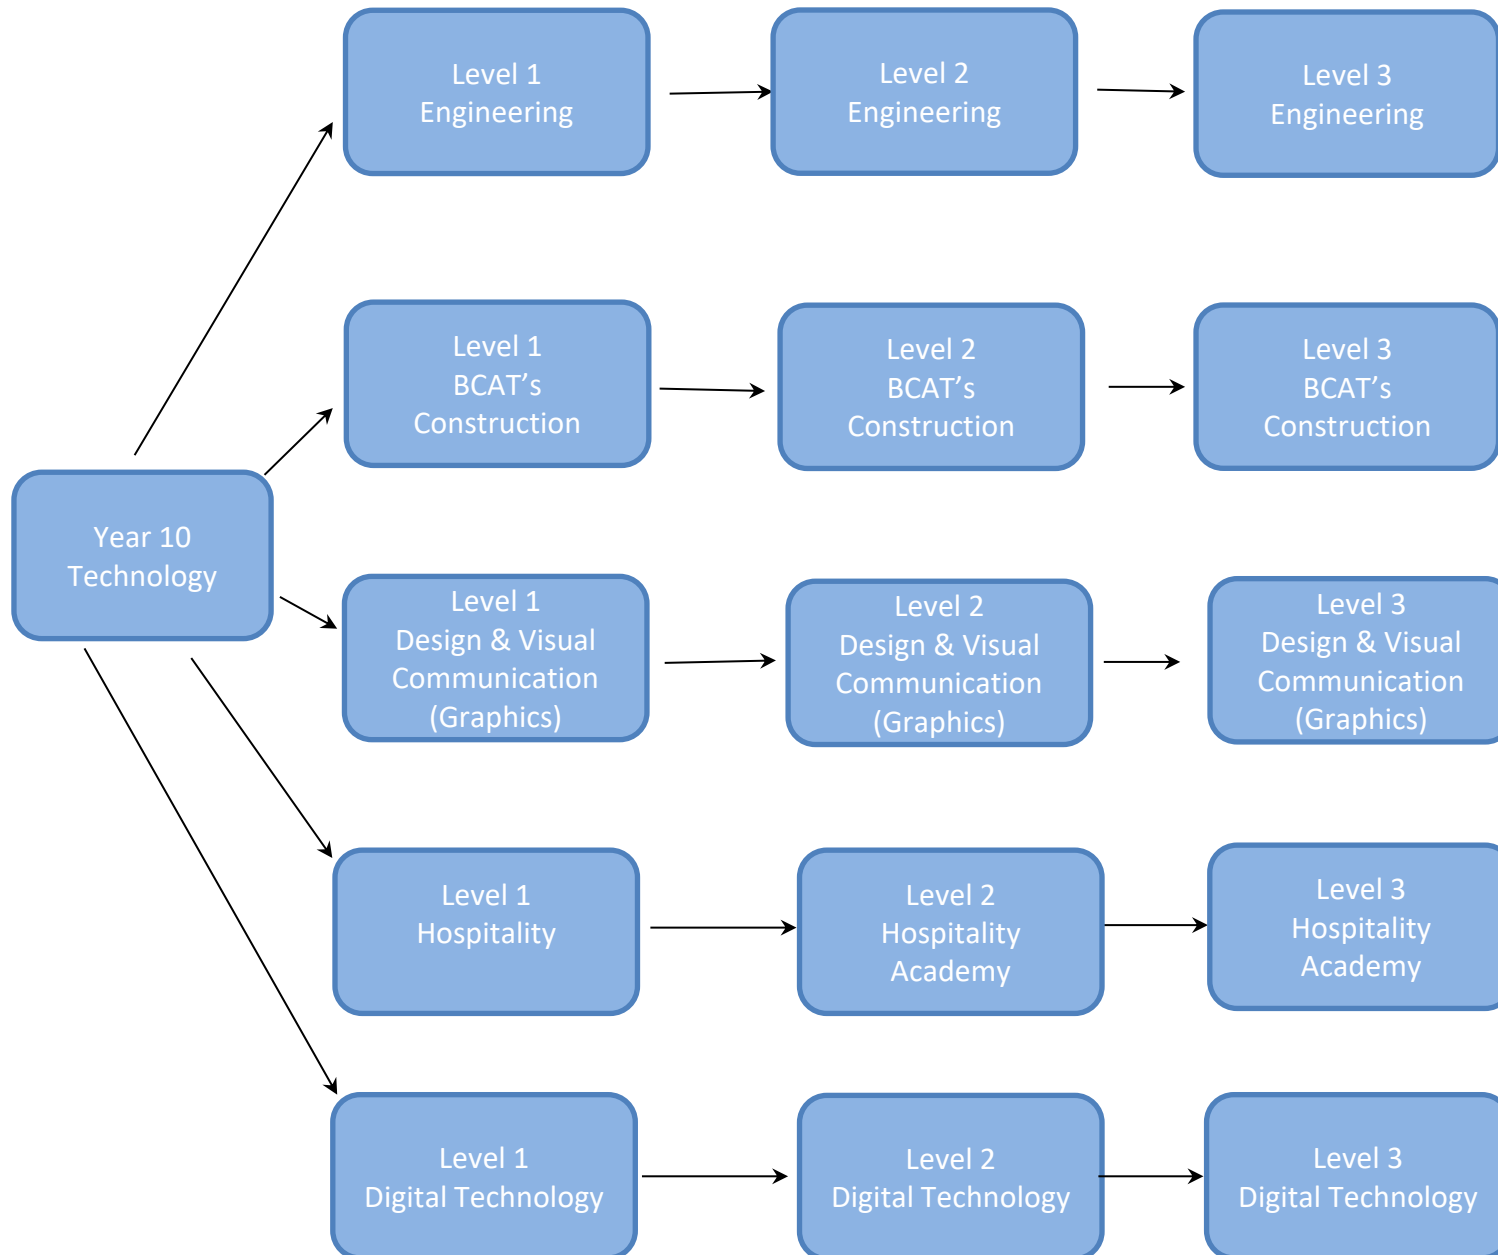 Level 1
Engineering
Level 2
Engineering
Level 3
Engineering
Level 1
BCAT’s
Construction
Level 2
BCAT’s
Construction
Level 3
BCAT’s
Construction
Year 10
Technology
Level 1
Design & Visual
Communication
(Graphics)
Level 2
Design & Visual
Communication
(Graphics)
Level 3
Design & Visual
Communication
(Graphics)
Level 1
Hospitality
Level 2
Hospitality
Academy
Level 3
Hospitality
Academy
Level 1
Digital Technology
Level 2
Digital Technology
Level 3
Digital Technology